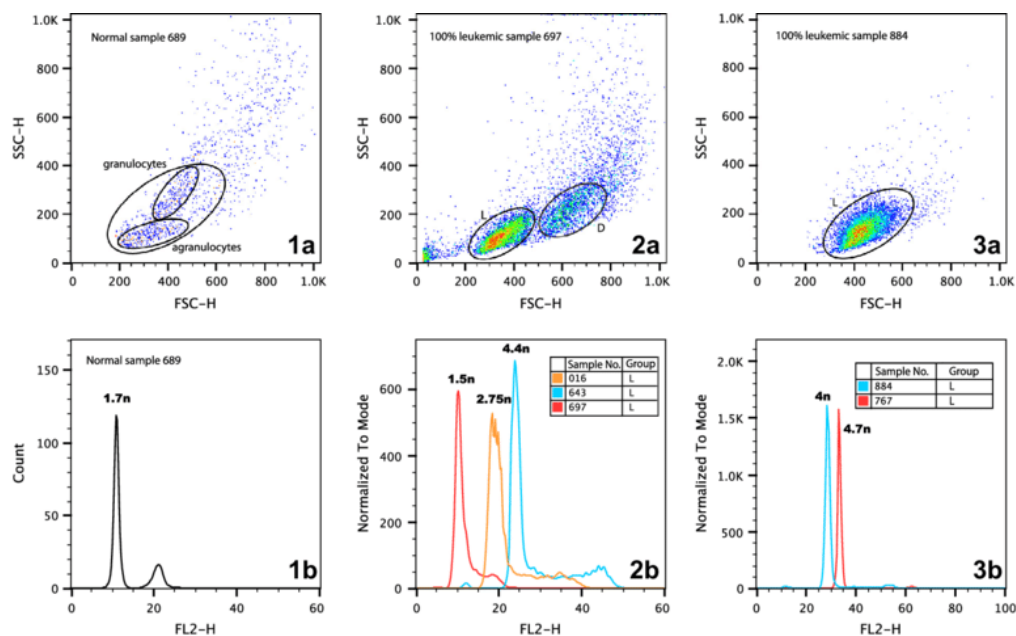 Normal sample 689
granulocytes
agranulocytes
1a
SSC-H
1.0K
800
600
400
200
0
0 200 400 600 800 1.0K
FSC-H
100% leukemic sample 697
L
D
2a
SSC-H
1.0K
800
600
400
200
0
0 200 400 600 800 1.0K
FSC-H
100% leukemic sample 884
L
3a
SSC-H
1.0K
800
600
400
200
0
0 200 400 600 800 1.0K
FSC-H
Normal sample 689
1.7n
1b
Count
150
100
50
0
0 20 40 60
FL2-H
4.4n
1.5n
2.75n
Sample No. Group
016 L
643 L
697 L
2b
Normalized To Mode
600
400
200
0
0 10 20 30 40 50 60
FL2-H
Sample No. Group
884 L
767 L
4n
4.7n
3b
Normalized To Mode
2.0K
1.5K
1.0K
500
0
0 20 40 60 80 100
FL2-H